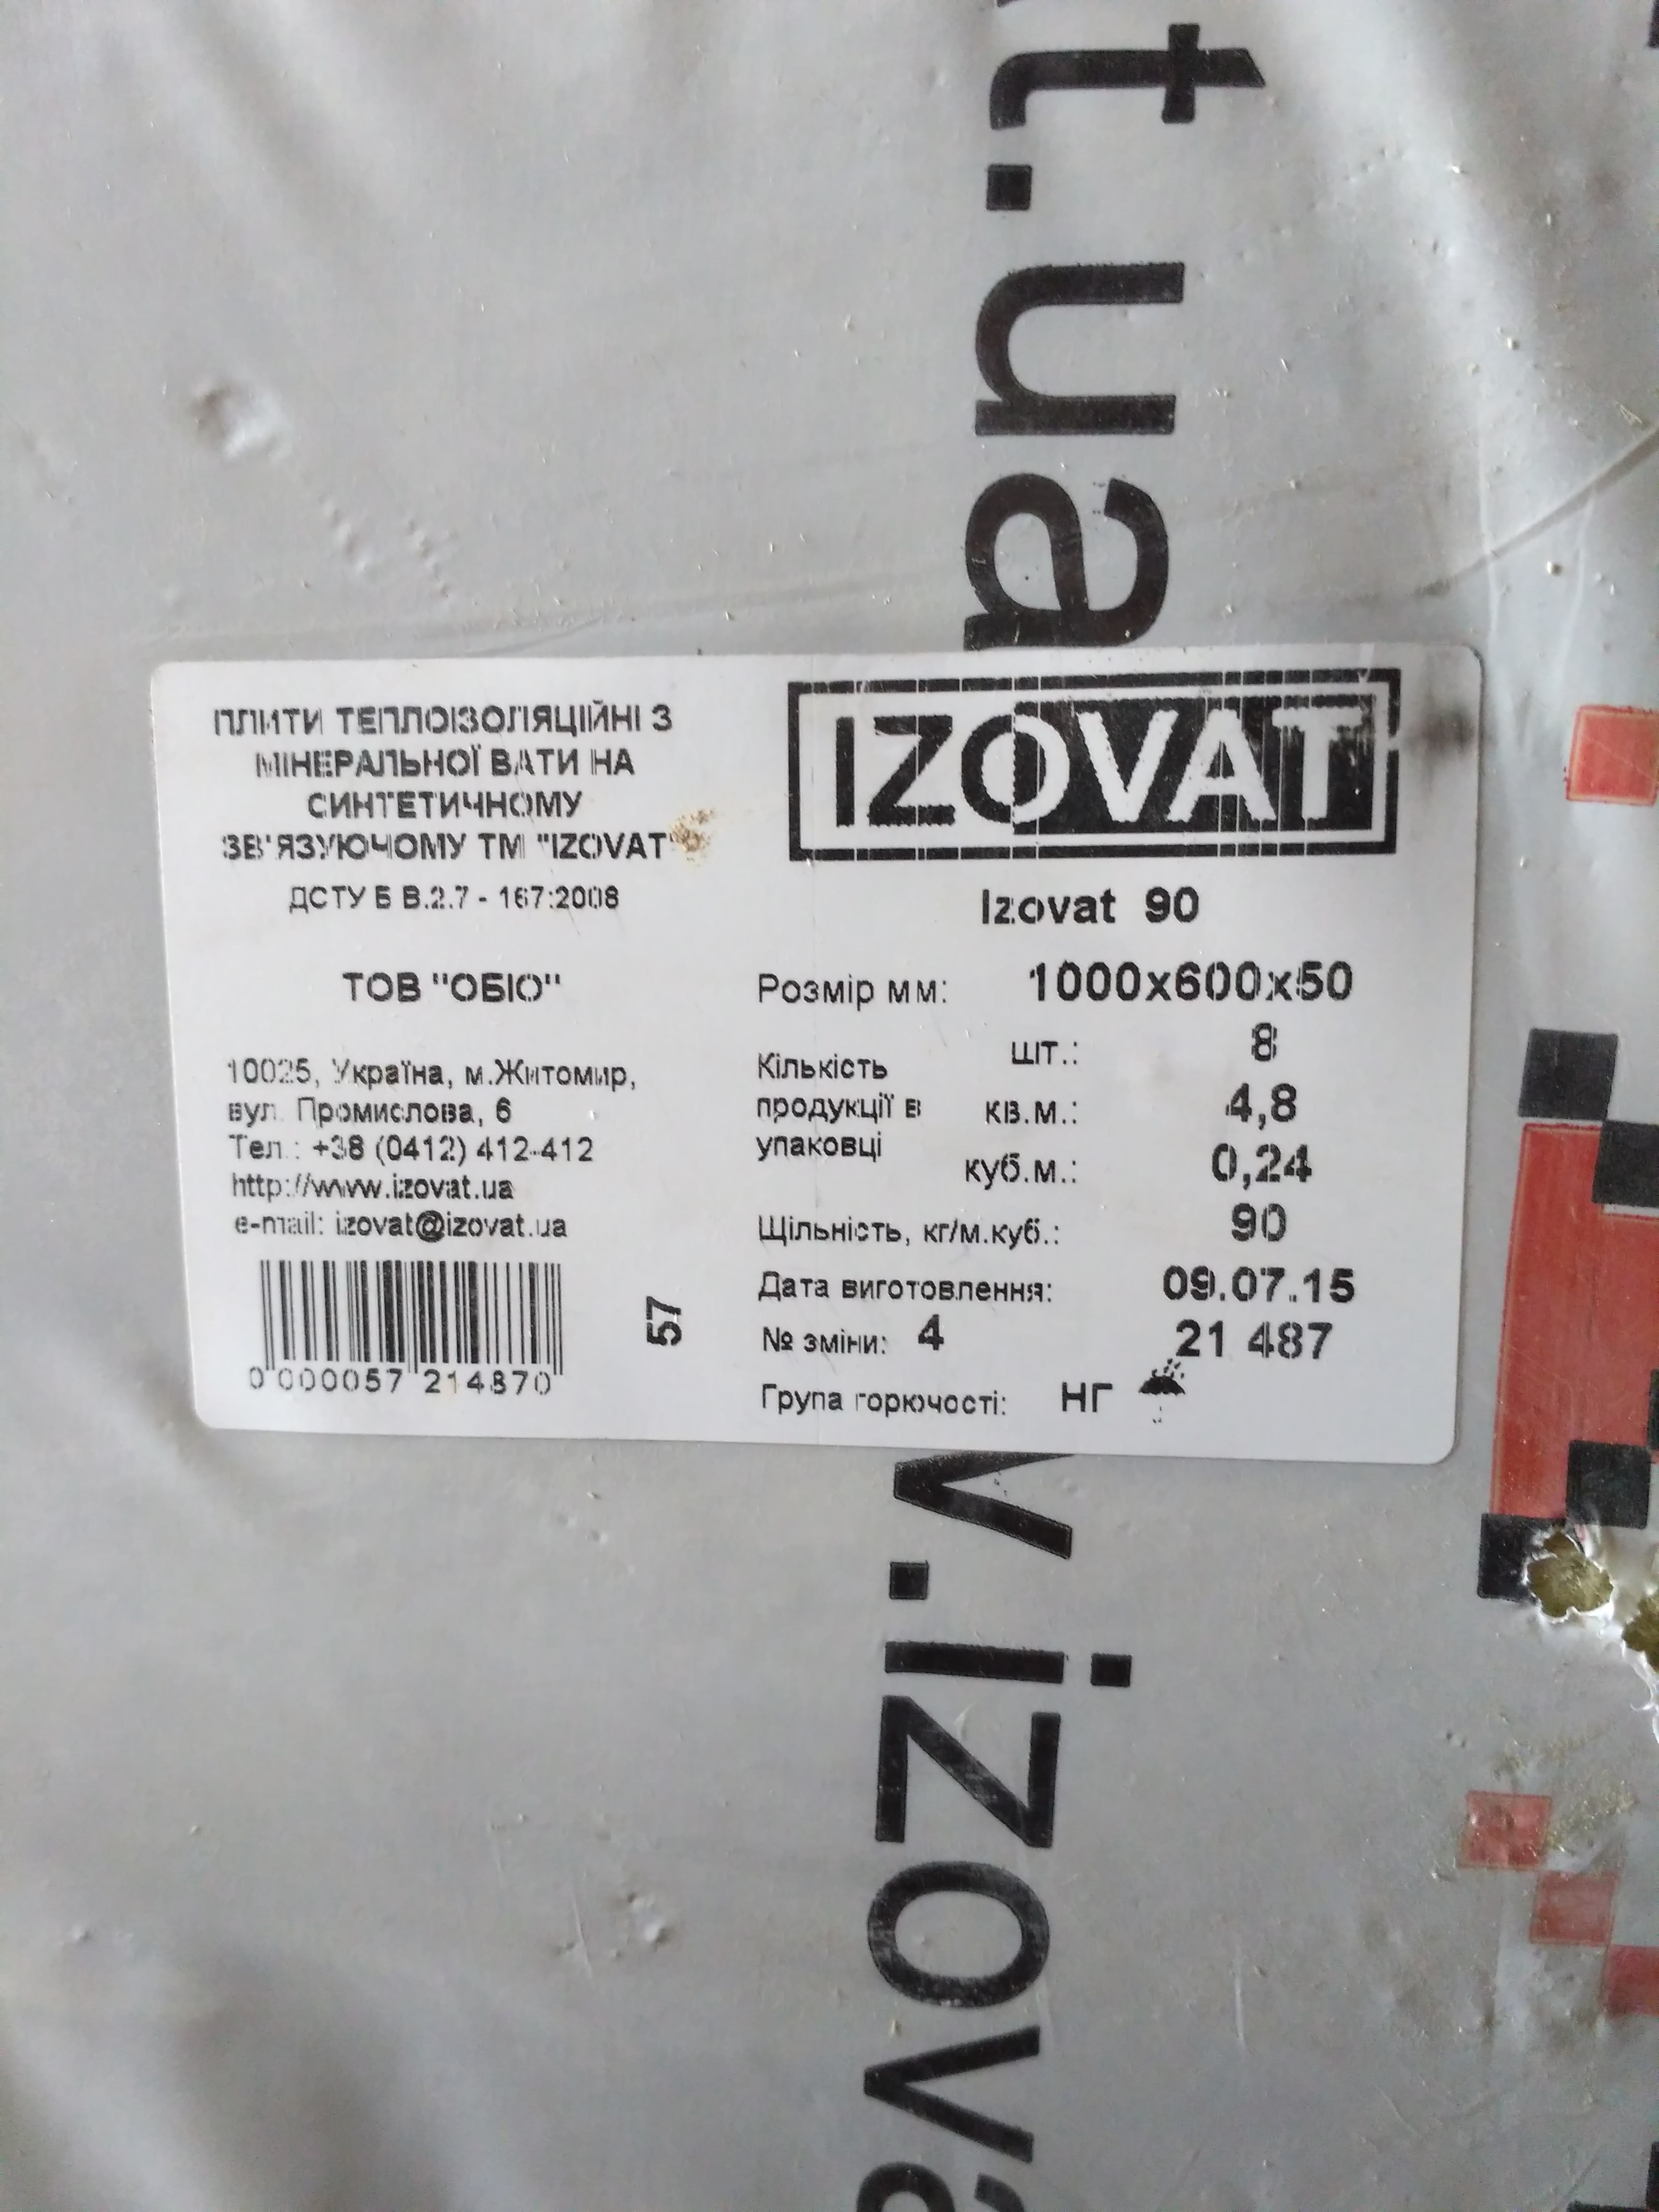 t.ua
ПЛИТИ ТЕПЛОІЗОЛЯЦІЙНІ З
МІНЕРАЛЬНОЇ ВАТИ НА
СИНТЕТИЧНОМУ
ЗВ'ЯЗУЮЧОМУ ТМ "IZOVAT"
ДСТУ Б В.2.7 - 167:2008
ТОВ "ОБІО"
10025, Україна, м.Житомир,
вул. Промислова, 6
Тел.: +38 (0412) 412-412
http://www.izovat.ua
e-mail: izovat@izovat.ua
0 000057 214870
57
IZOVAT
Izovat 90
Розмір мм: 1000x600x50
Кількість продукції в упаковці
шт.: 8
кв.м.: 4,8
куб.м.: 0,24
Щільність, кг/м.куб.: 90
Дата виготовлення: 09.07.15
№ зміни: 4 21 487
Група горючості: НГ
v.izova